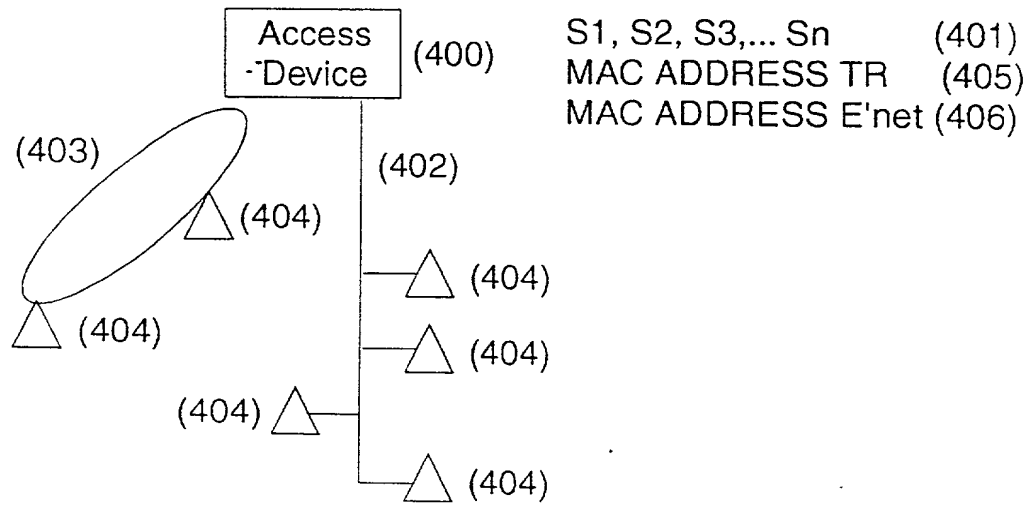 Access
Device
(400)
S1, S2, S3,... Sn (401)
MAC ADDRESS TR (405)
MAC ADDRESS E'net (406)
(403)
(402)
(404)
(404)
(404)
(404)
(404)
(404)